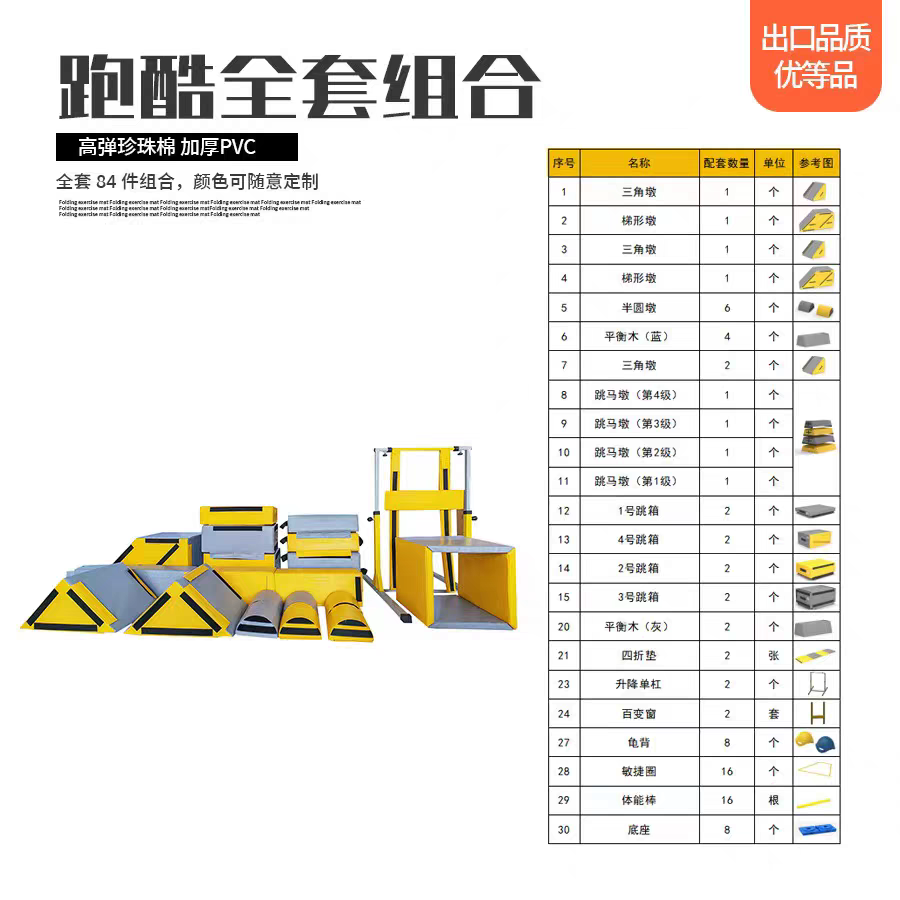 跑酷全套组合
高弹珍珠棉 加厚PVC
全套 84 件组合，颜色可随意定制
Folding exercise mat Folding exercise mat Folding exercise mat Folding exercise mat Folding exercise mat Folding exercise mat
Folding exercise mat Folding exercise mat Folding exercise mat Folding exercise mat Folding exercise mat
Folding exercise mat Folding exercise mat Folding exercise mat Folding exercise mat
出口品质
优等品
序号 名称 配套数量 单位 参考图
1 三角墩 1 个
2 梯形墩 1 个
3 三角墩 1 个
4 梯形墩 1 个
5 半圆墩 6 个
6 平衡木（蓝） 4 个
7 三角墩 2 个
8 跳马墩（第4级） 1 个
9 跳马墩（第3级） 1 个
10 跳马墩（第2级） 1 个
11 跳马墩（第1级） 1 个
12 1号跳箱 2 个
13 4号跳箱 2 个
14 2号跳箱 2 个
15 3号跳箱 2 个
20 平衡木（灰） 2 个
21 四折垫 2 张
23 升降单杠 2 个
24 百变窗 2 套
27 龟背 8 个
28 敏捷圈 16 个
29 体能棒 16 根
30 底座 8 个